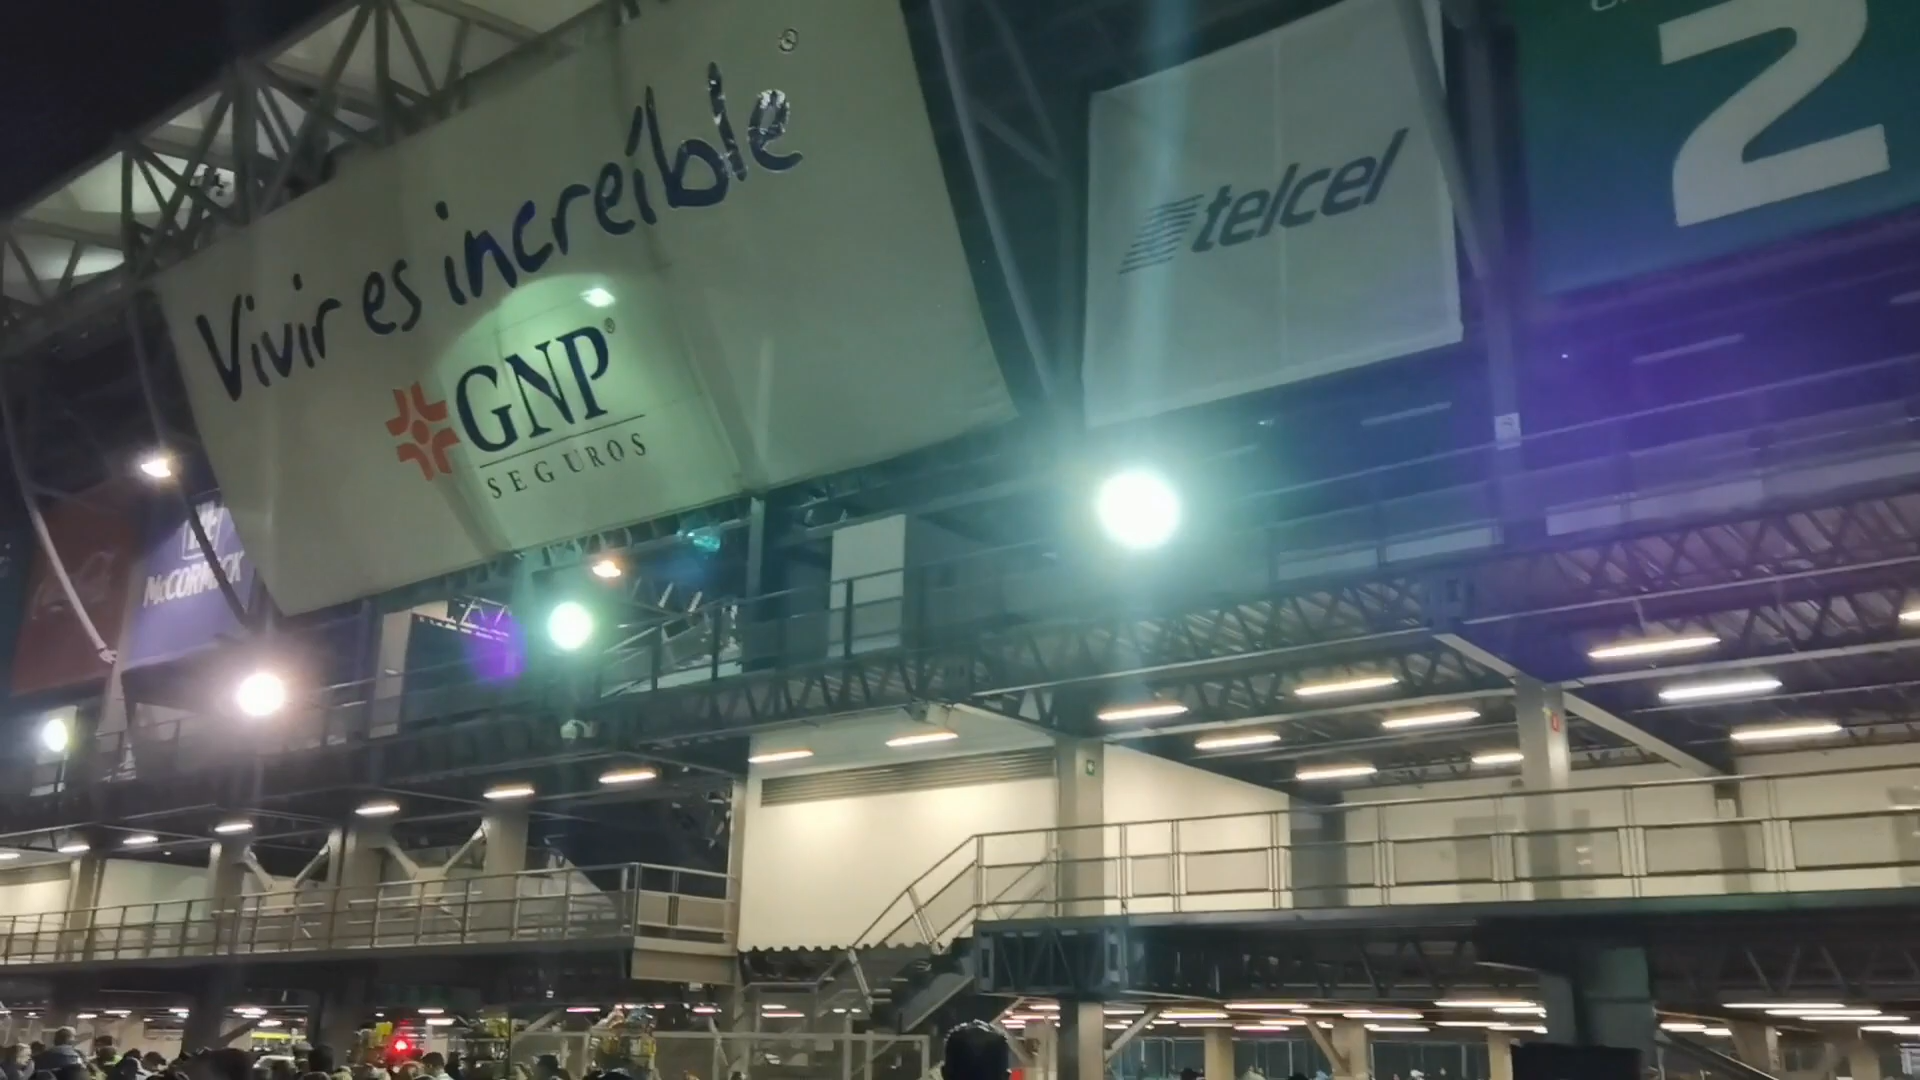 Vivir es increíble®
GNP®
SEGUROS
telcel
2
McCORMICK